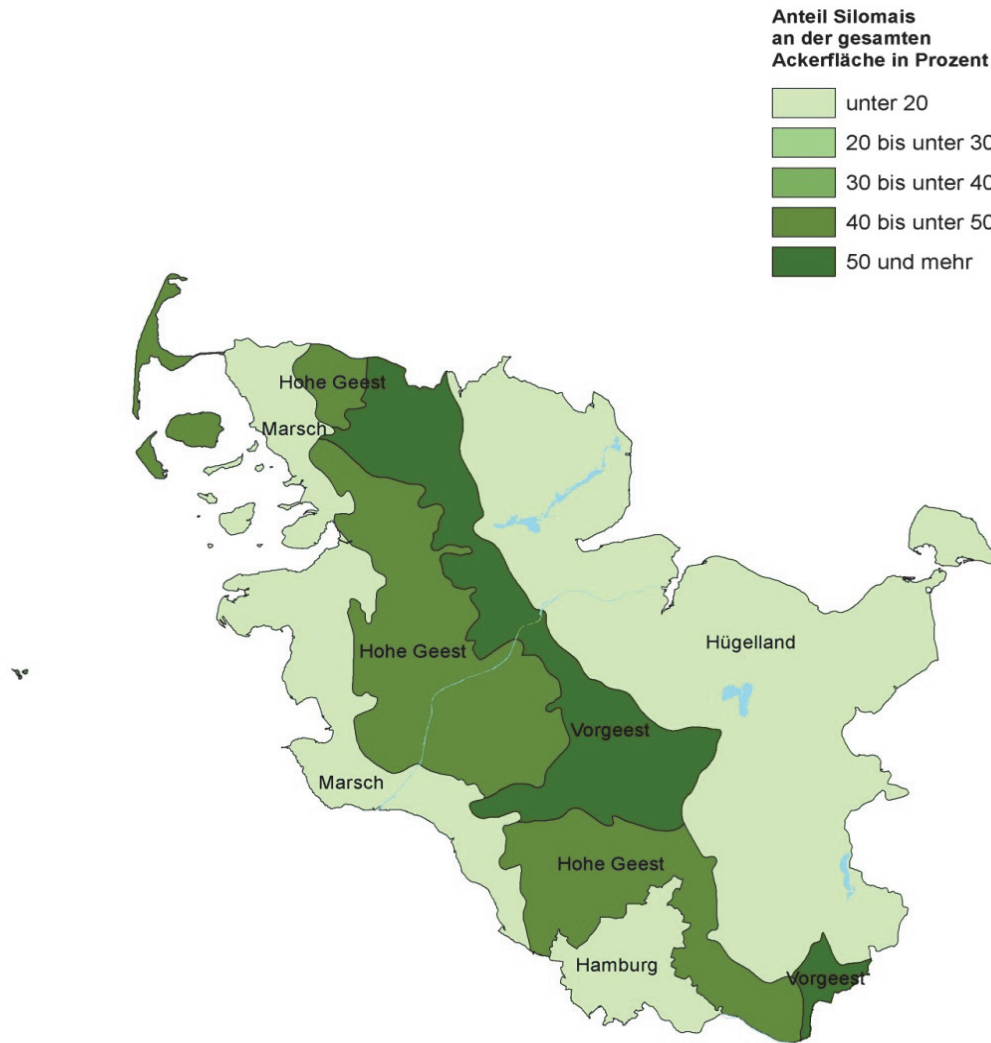 Anteil Silomais
an der gesamten
Ackerfläche in Prozent
unter 20
20 bis unter 30
30 bis unter 40
40 bis unter 50
50 und mehr
Hohe Geest
Marsch
Hügelland
Hohe Geest
Vorgeest
Marsch
Hohe Geest
Hamburg
Vorgeest